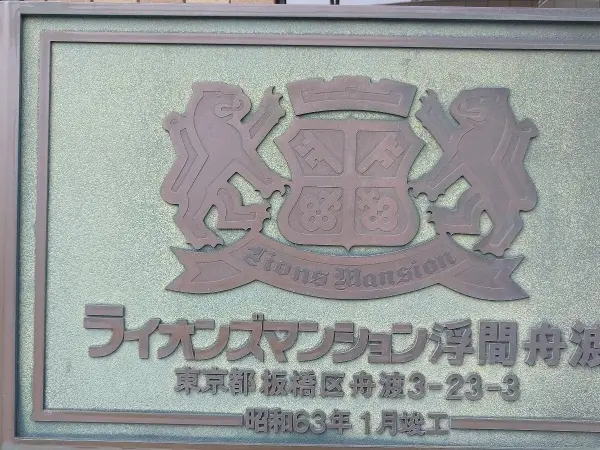 Lions Mansion
ライオンズマンション浮間舟渡
東京都板橋区舟渡3-23-3
昭和63年1月竣工